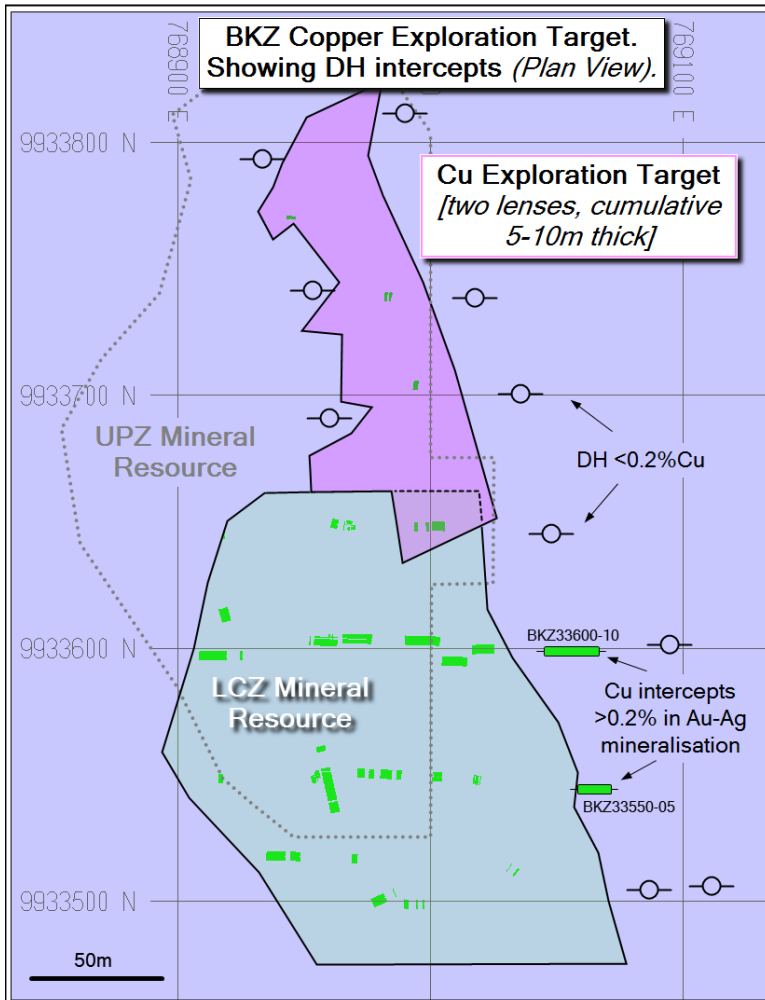 BKZ Copper Exploration Target.
Showing DH intercepts (Plan View).
768900 E
769100 E
9933800 N
Cu Exploration Target
[two lenses, cumulative
5-10m thick]
9933700 N
UPZ Mineral
Resource
DH <0.2%Cu
BKZ33600-10
9933600 N
LCZ Mineral
Resource
Cu intercepts
>0.2% in Au-Ag
mineralisation
BKZ33550-05
9933500 N
50m